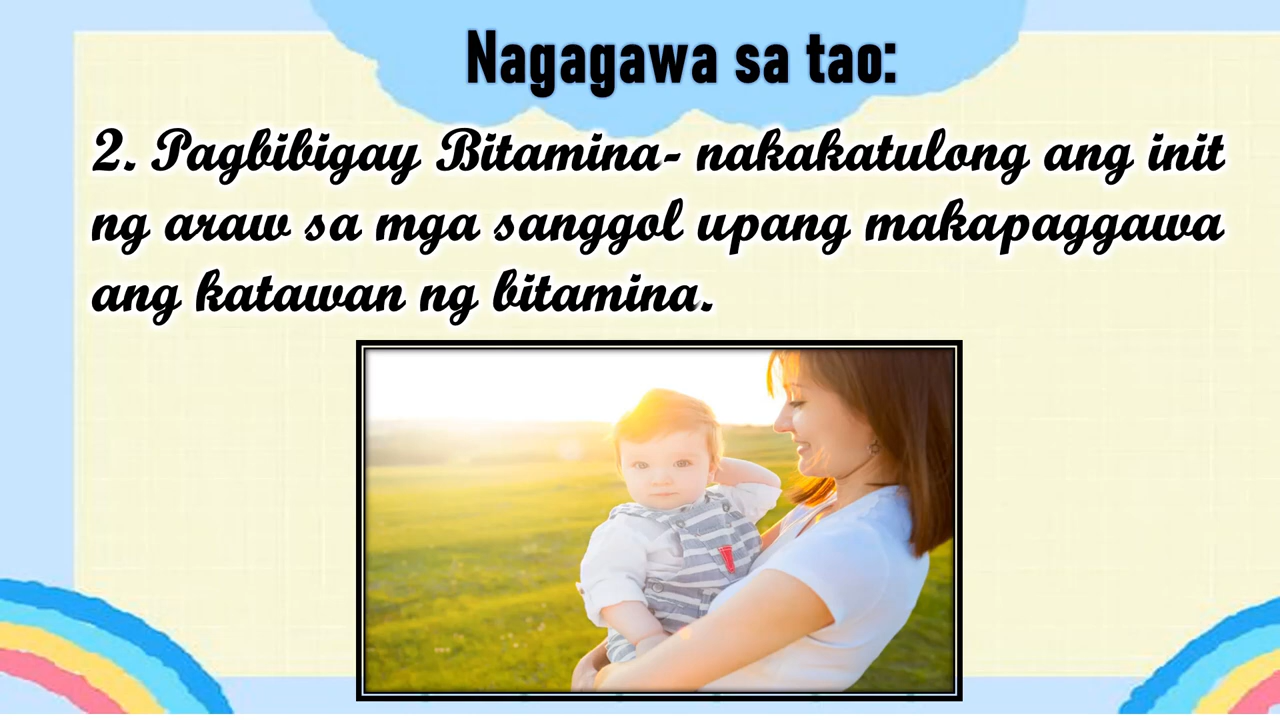 Nagagawa sa tao:
2. Pagbibigay Bitamina- nakakatulong ang init
ng araw sa mga sanggol upang makapaggawa
ang katawan ng bitamina.